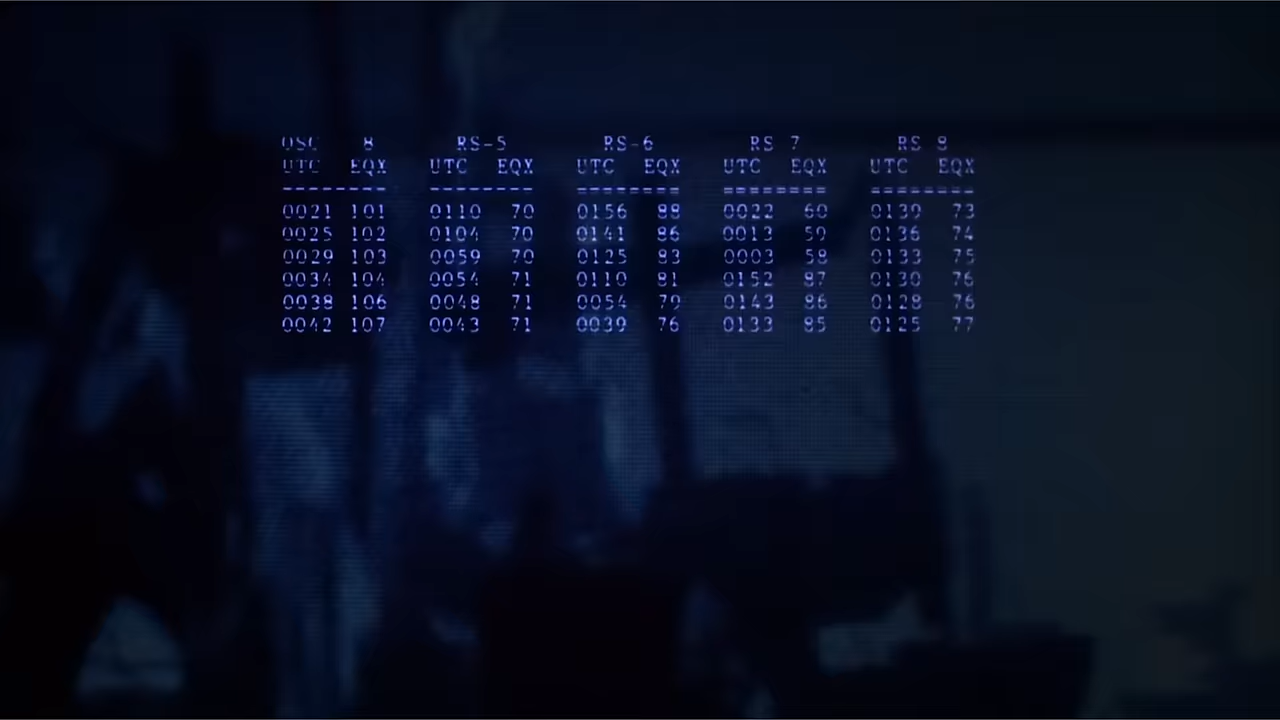 OSC 8 RS-5 RS-6 RS 7 RS 8
UTC EQX UTC EQX UTC EQX UTC EQX UTC EQX
-------- -------- ======== ======== ========
0021 101 0110 70 0156 88 0022 60 0139 73
0025 102 0104 70 0141 86 0013 59 0136 74
0029 103 0059 70 0125 83 0003 58 0133 75
0034 104 0054 71 0110 81 0152 87 0130 76
0038 106 0048 71 0054 79 0143 86 0128 76
0042 107 0043 71 0039 76 0133 85 0125 77